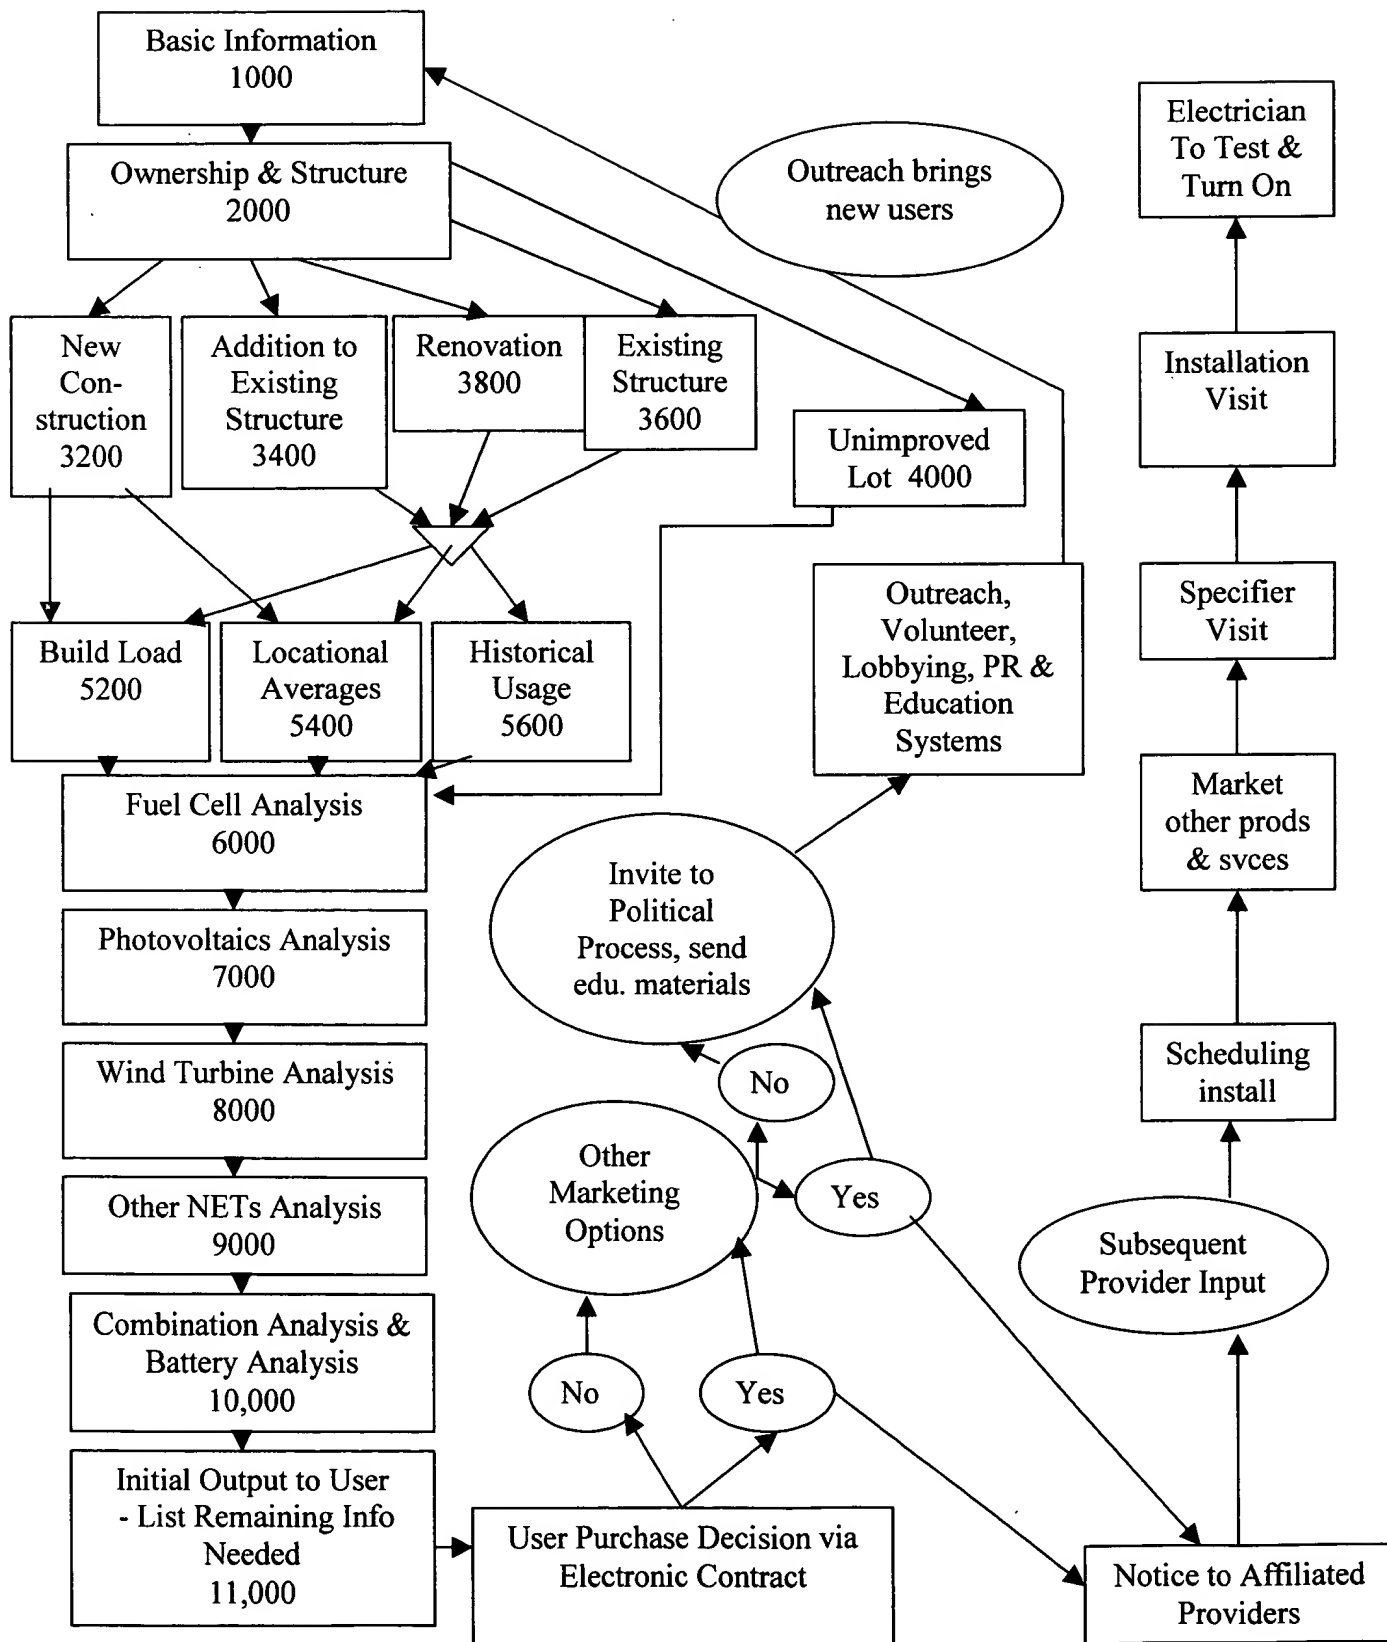 Basic Information
1000
Ownership & Structure
2000
Outreach brings
new users
Electrician
To Test &
Turn On
New
Con-
struction
3200
Addition to
Existing
Structure
3400
Renovation
3800
Existing
Structure
3600
Unimproved
Lot 4000
Installation
Visit
Build Load
5200
Locational
Averages
5400
Historical
Usage
5600
Outreach,
Volunteer,
Lobbying, PR &
Education
Systems
Specifier
Visit
Fuel Cell Analysis
6000
Market
other prods
& svces
Photovoltaics Analysis
7000
Invite to
Political
Process, send
edu. materials
Wind Turbine Analysis
8000
No
Scheduling
install
Other NETs Analysis
9000
Other
Marketing
Options
Yes
Subsequent
Provider Input
Combination Analysis &
Battery Analysis
10,000
No
Yes
Initial Output to User
- List Remaining Info
Needed
11,000
User Purchase Decision via
Electronic Contract
Notice to Affiliated
Providers